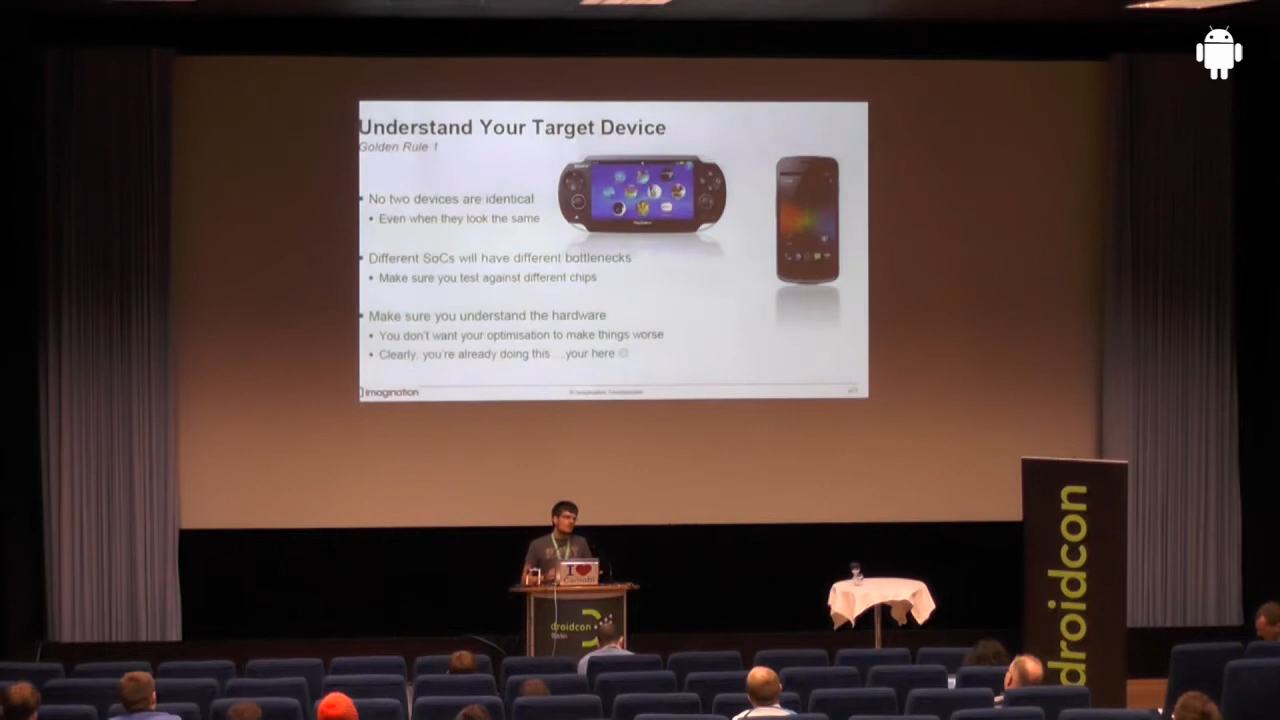 Understand Your Target Device
Golden Rule 1
• No two devices are identical
• Even when they look the same
• Different SoCs will have different bottlenecks
• Make sure you test against different chips
• Make sure you understand the hardware
• You don't want your optimisation to make things worse
• Clearly, you're already doing this ...your here
imagination
I ❤
droidcon
Berlin
droidcon